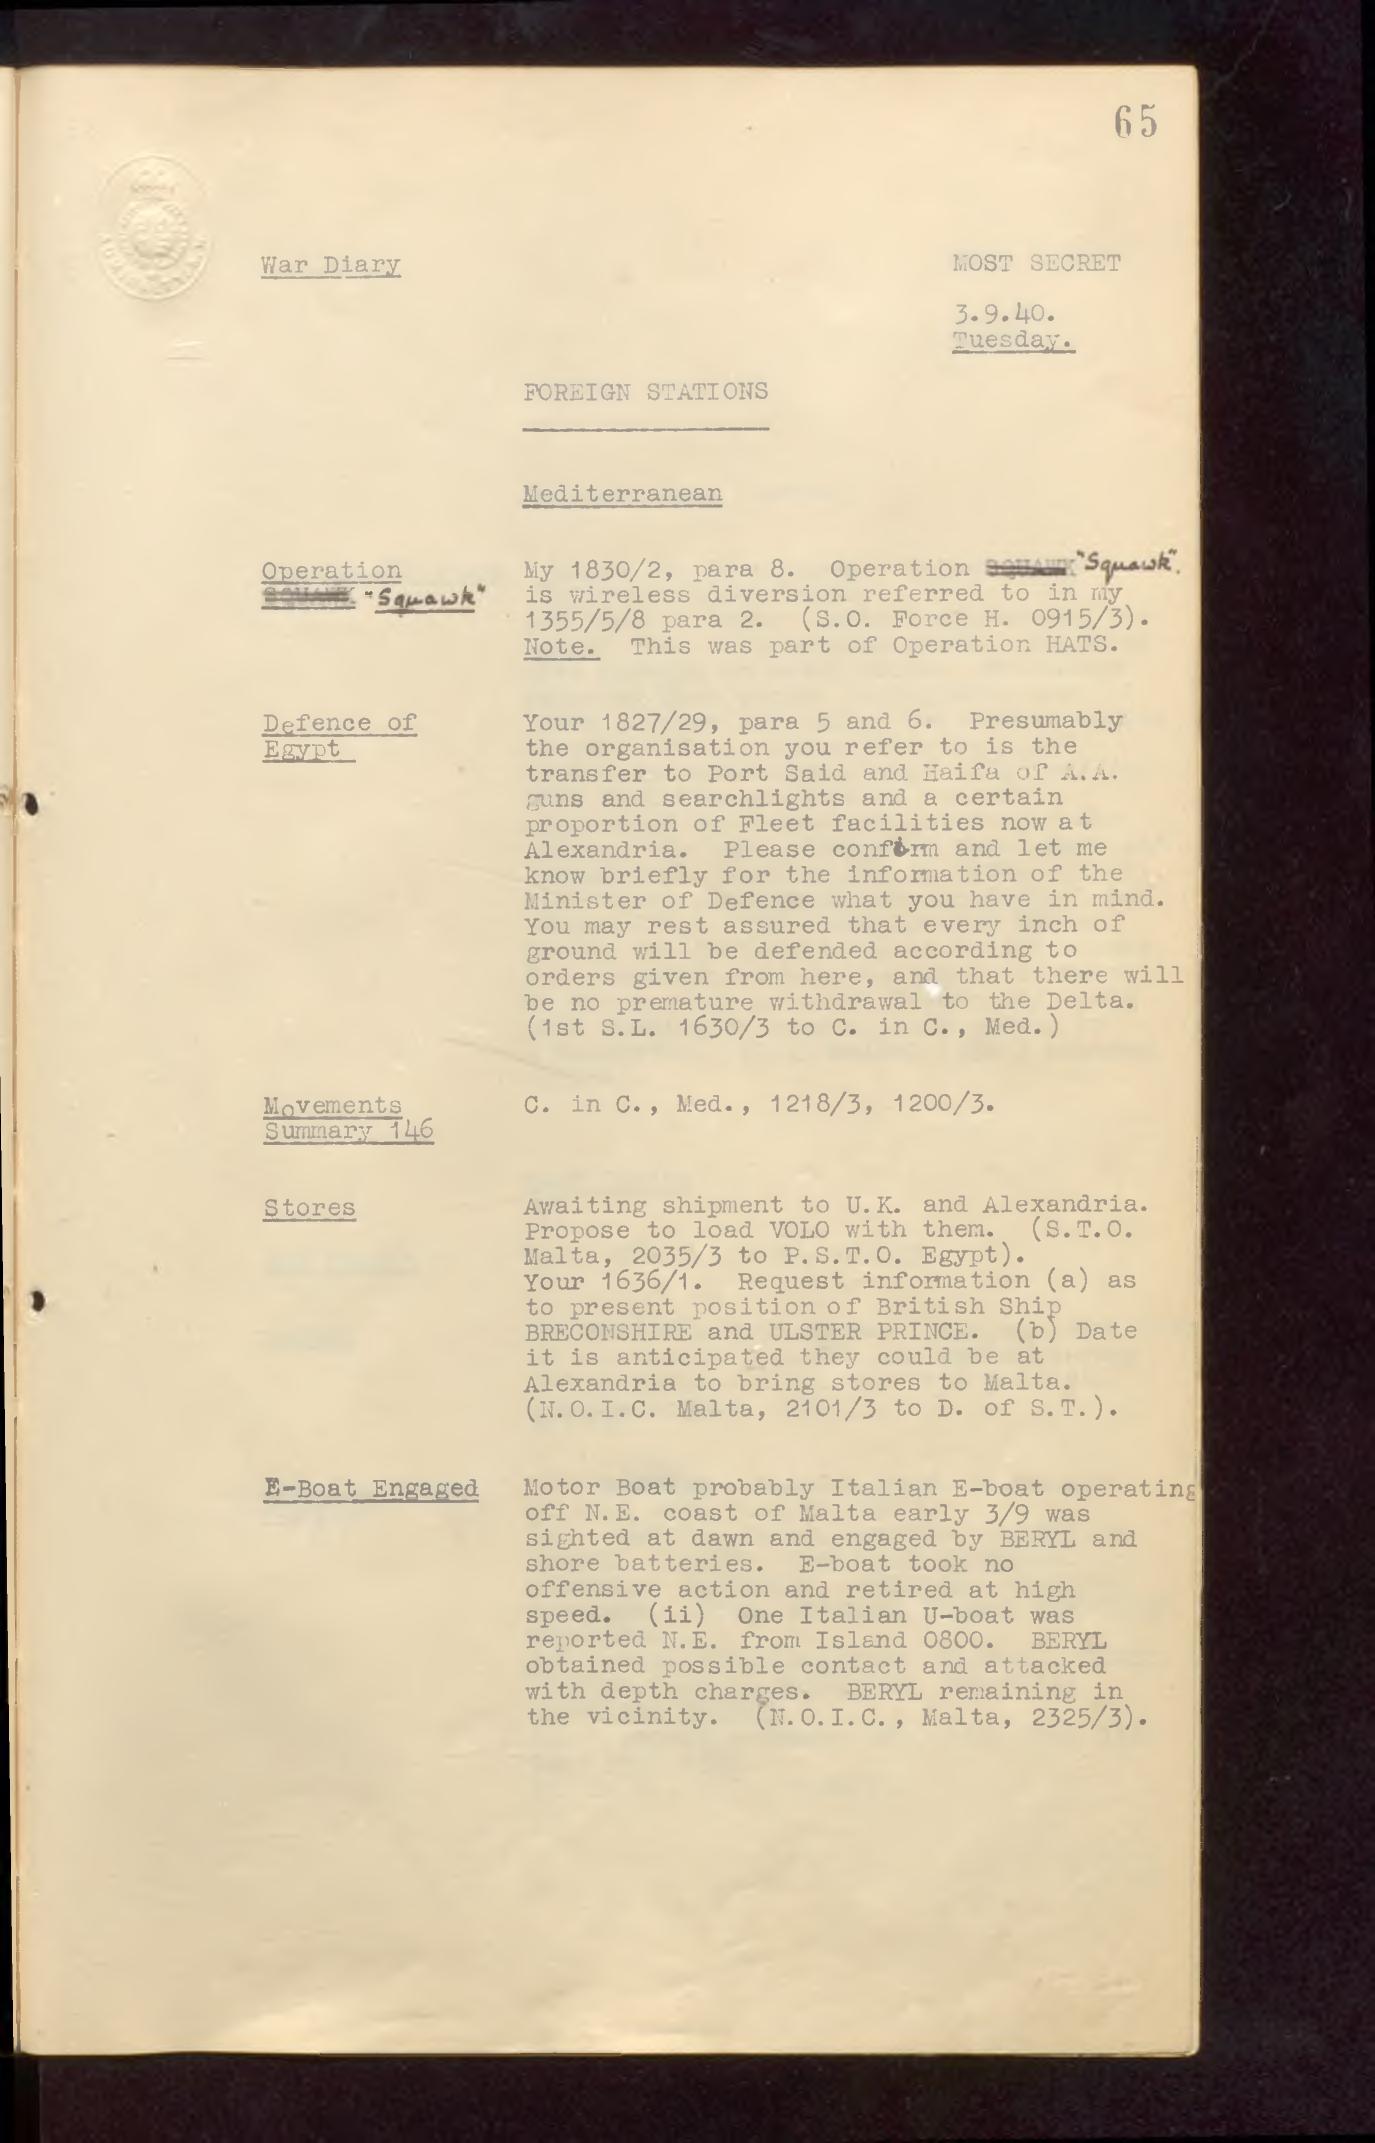 65
War Diary
MOST SECRET
3.9.40.
Tuesday.
FOREIGN STATIONS
Mediterranean
Operation
"Squawk"
My 1830/2, para 8. Operation "Squawk".
is wireless diversion referred to in my
1355/5/8 para 2. (S.O. Force H. 0915/3).
Note. This was part of Operation HATS.
Defence of
Egypt
Your 1827/29, para 5 and 6. Presumably
the organisation you refer to is the
transfer to Port Said and Haifa of A.A.
guns and searchlights and a certain
proportion of Fleet facilities now at
Alexandria. Please confirm and let me
know briefly for the information of the
Minister of Defence what you have in mind.
You may rest assured that every inch of
ground will be defended according to
orders given from here, and that there will
be no premature withdrawal to the Delta.
(1st S.L. 1630/3 to C. in C., Med.)
Movements
Summary 146
C. in C., Med., 1218/3, 1200/3.
Stores
Awaiting shipment to U.K. and Alexandria.
Propose to load VOLO with them. (S.T.O.
Malta, 2035/3 to P.S.T.O. Egypt).
Your 1636/1. Request information (a) as
to present position of British Ship
BRECONSHIRE and ULSTER PRINCE. (b) Date
it is anticipated they could be at
Alexandria to bring stores to Malta.
(N.O.I.C. Malta, 2101/3 to D. of S.T.).
E-Boat Engaged
Motor Boat probably Italian E-boat operating
off N.E. coast of Malta early 3/9 was
sighted at dawn and engaged by BERYL and
shore batteries. E-boat took no
offensive action and retired at high
speed. (ii) One Italian U-boat was
reported N.E. from Island 0800. BERYL
obtained possible contact and attacked
with depth charges. BERYL remaining in
the vicinity. (N.O.I.C., Malta, 2325/3).